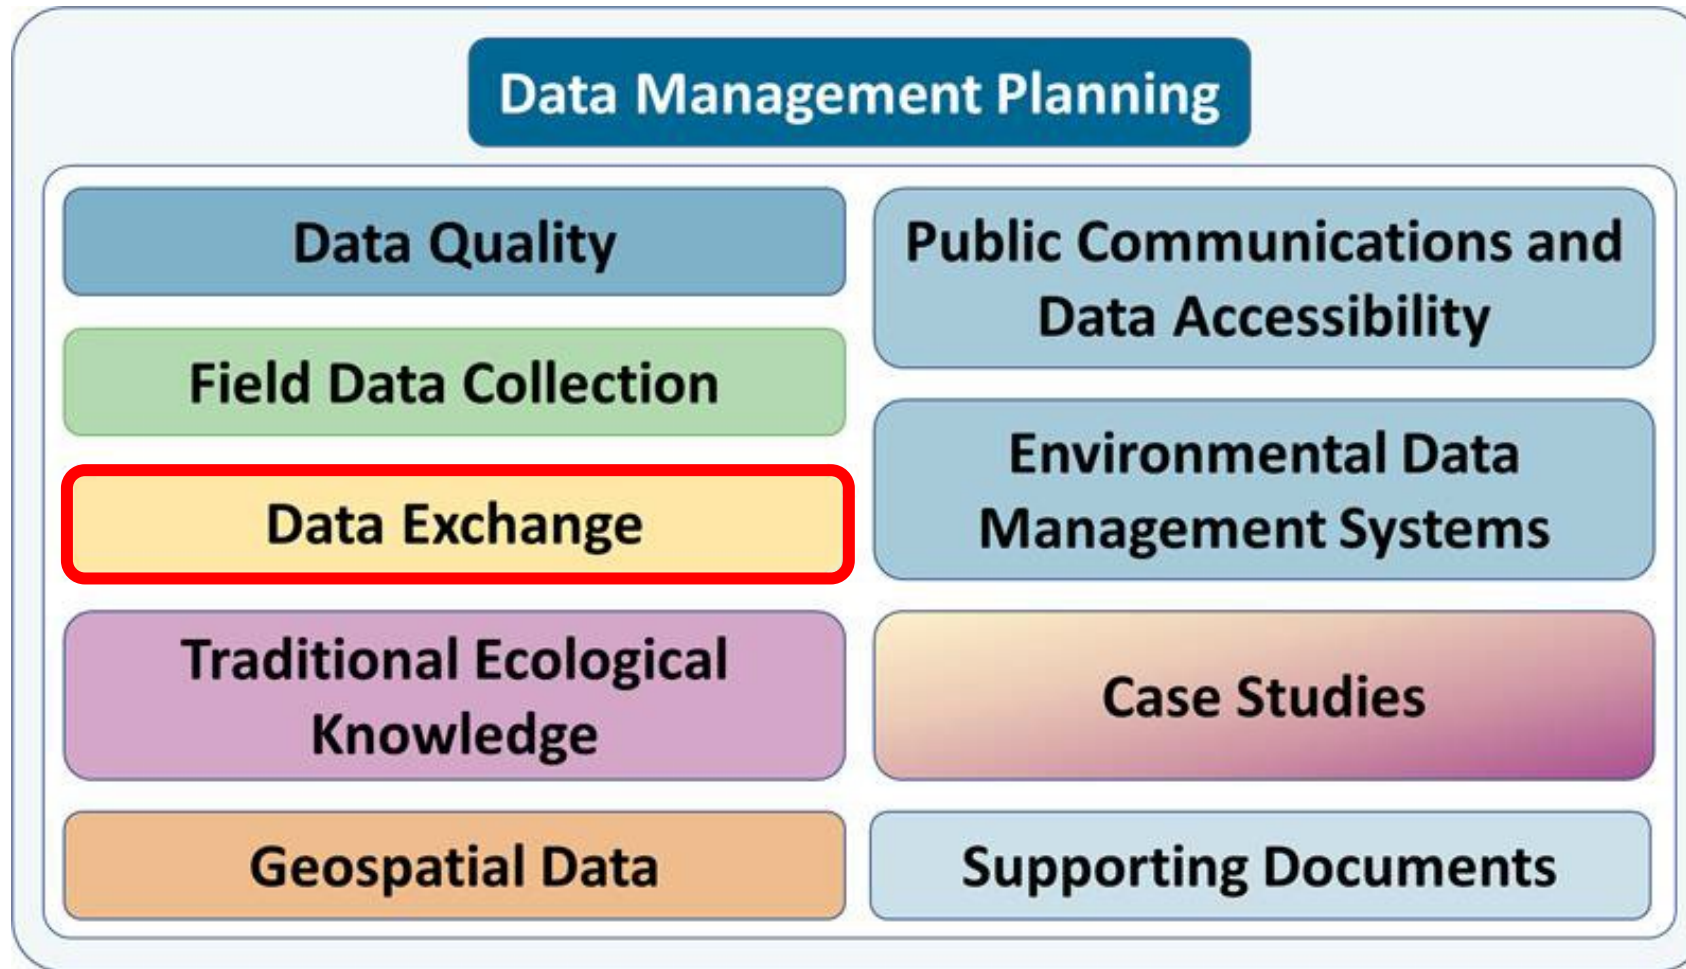 Data Management Planning
Data Quality
Field Data Collection
Data Exchange
Traditional Ecological
Knowledge
Geospatial Data
Public Communications and
Data Accessibility
Environmental Data
Management Systems
Case Studies
Supporting Documents